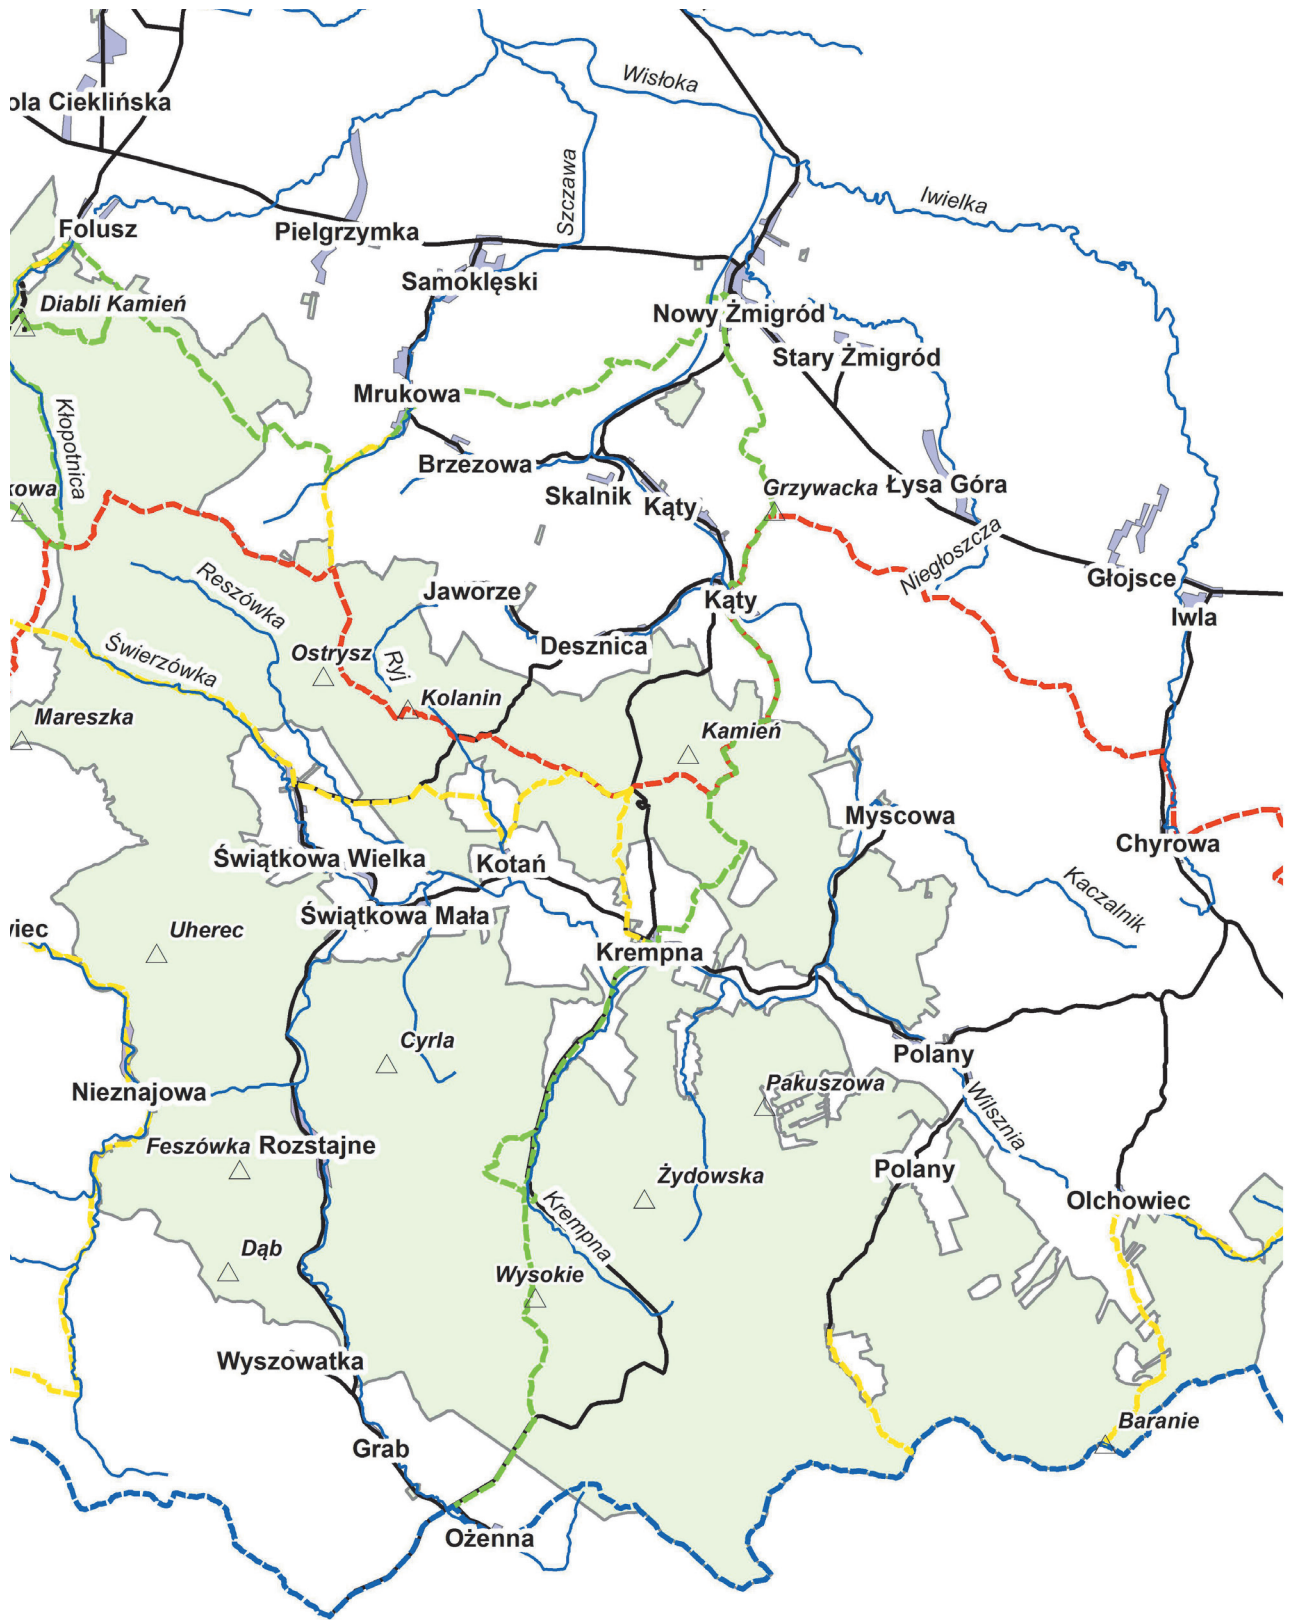 Wisłoka
ola Cieklińska
Szczawa
Iwielka
Folusz
Pielgrzymka
Samoklęski
Diabli Kamień
Nowy Żmigród
Stary Żmigród
Mrukowa
Kłopotnica
Brzezowa
Skalnik
Kąty
Grzywacka
Łysa Góra
kowa
Niegłoszcza
Głojsce
Reszówka
Jaworze
Kąty
Iwla
Desznica
Świerzówka
Ostrysz
Ryj
Kolanin
Mareszka
Kamień
Myscowa
Chyrowa
Świątkowa Wielka
Kotań
Kaczalnik
Świątkowa Mała
wiec
Uherec
Krempna
Cyrla
Polany
Nieznajowa
Pakuszowa
Wilsznia
Feszówka
Rozstajne
Żydowska
Polany
Olchowiec
Krempna
Dąb
Wysokie
Wyszowatka
Baranie
Grab
Ożenna